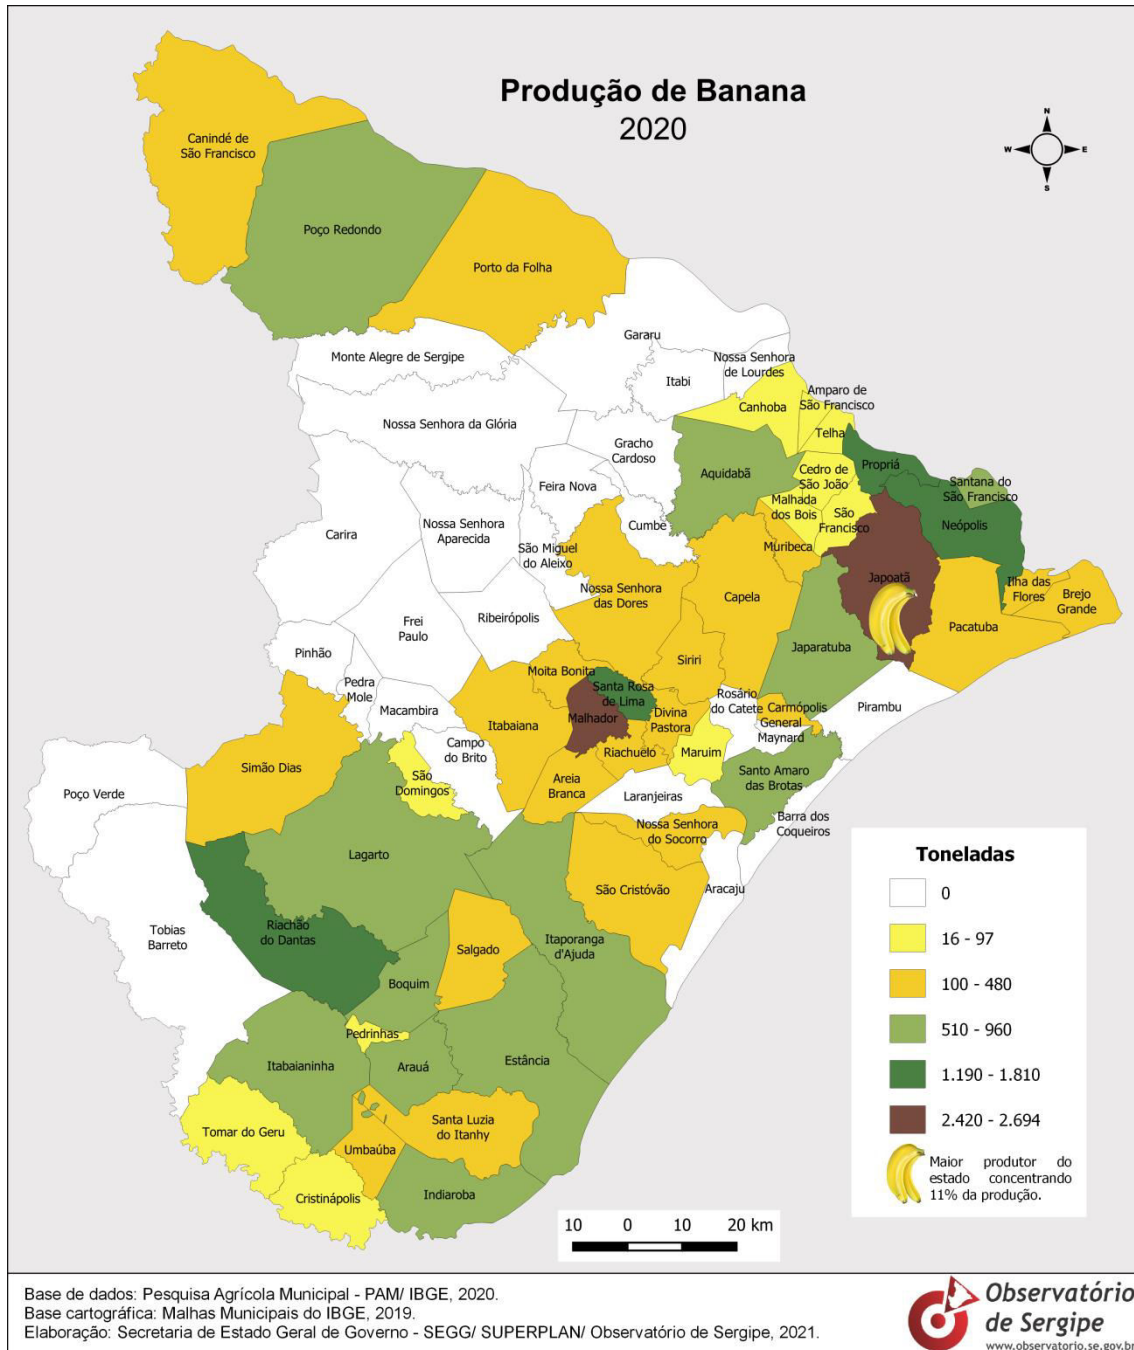 Produção de Banana
2020
N
W
E
S
Canindé de
São Francisco
Poço Redondo
Porto da Folha
Gararu
Monte Alegre de Sergipe
Nossa Senhora
de Lourdes
Itabi
Amparo de
São Francisco
Canhoba
Nossa Senhora da Glória
Telha
Gracho
Cardoso
Propriá
Aquidabã
Cedro de
São João
Feira Nova
Santana do
São Francisco
Malhada
dos Bois
São
Francisco
Neópolis
Nossa Senhora
Aparecida
Cumbe
Carira
São Miguel
do Aleixo
Muribeca
Japoatã
Ilha das
Flores
Brejo
Grande
Nossa Senhora
das Dores
Capela
Ribeirópolis
Pacatuba
Frei
Paulo
Japaratuba
Pinhão
Siriri
Moita Bonita
Pedra
Mole
Santa Rosa
de Lima
Rosário
do Catete
Macambira
Carmópolis
Pirambu
Divina
Pastora
General
Maynard
Itabaiana
Malhador
Campo
do Brito
Riachuelo
Maruim
Simão Dias
Areia
Branca
Santo Amaro
das Brotas
São
Domingos
Poço Verde
Laranjeiras
Barra dos
Coqueiros
Nossa Senhora
do Socorro
Lagarto
São Cristóvão
Aracaju
Riachão
do Dantas
Tobias
Barreto
Itaporanga
d'Ajuda
Salgado
Boquim
Pedrinhas
Itabaianinha
Arauá
Estância
Santa Luzia
do Itanhy
Tomar do Geru
Umbaúba
Cristinápolis
Indiaroba
Toneladas
0
16 - 97
100 - 480
510 - 960
1.190 - 1.810
2.420 - 2.694
Maior produtor do
estado concentrando
11% da produção.
10 0 10 20 km
Base de dados: Pesquisa Agrícola Municipal - PAM/ IBGE, 2020.
Base cartográfica: Malhas Municipais do IBGE, 2019.
Elaboração: Secretaria de Estado Geral de Governo - SEGG/ SUPERPLAN/ Observatório de Sergipe, 2021.
Observatório
de Sergipe
www.observatorio.se.gov.br